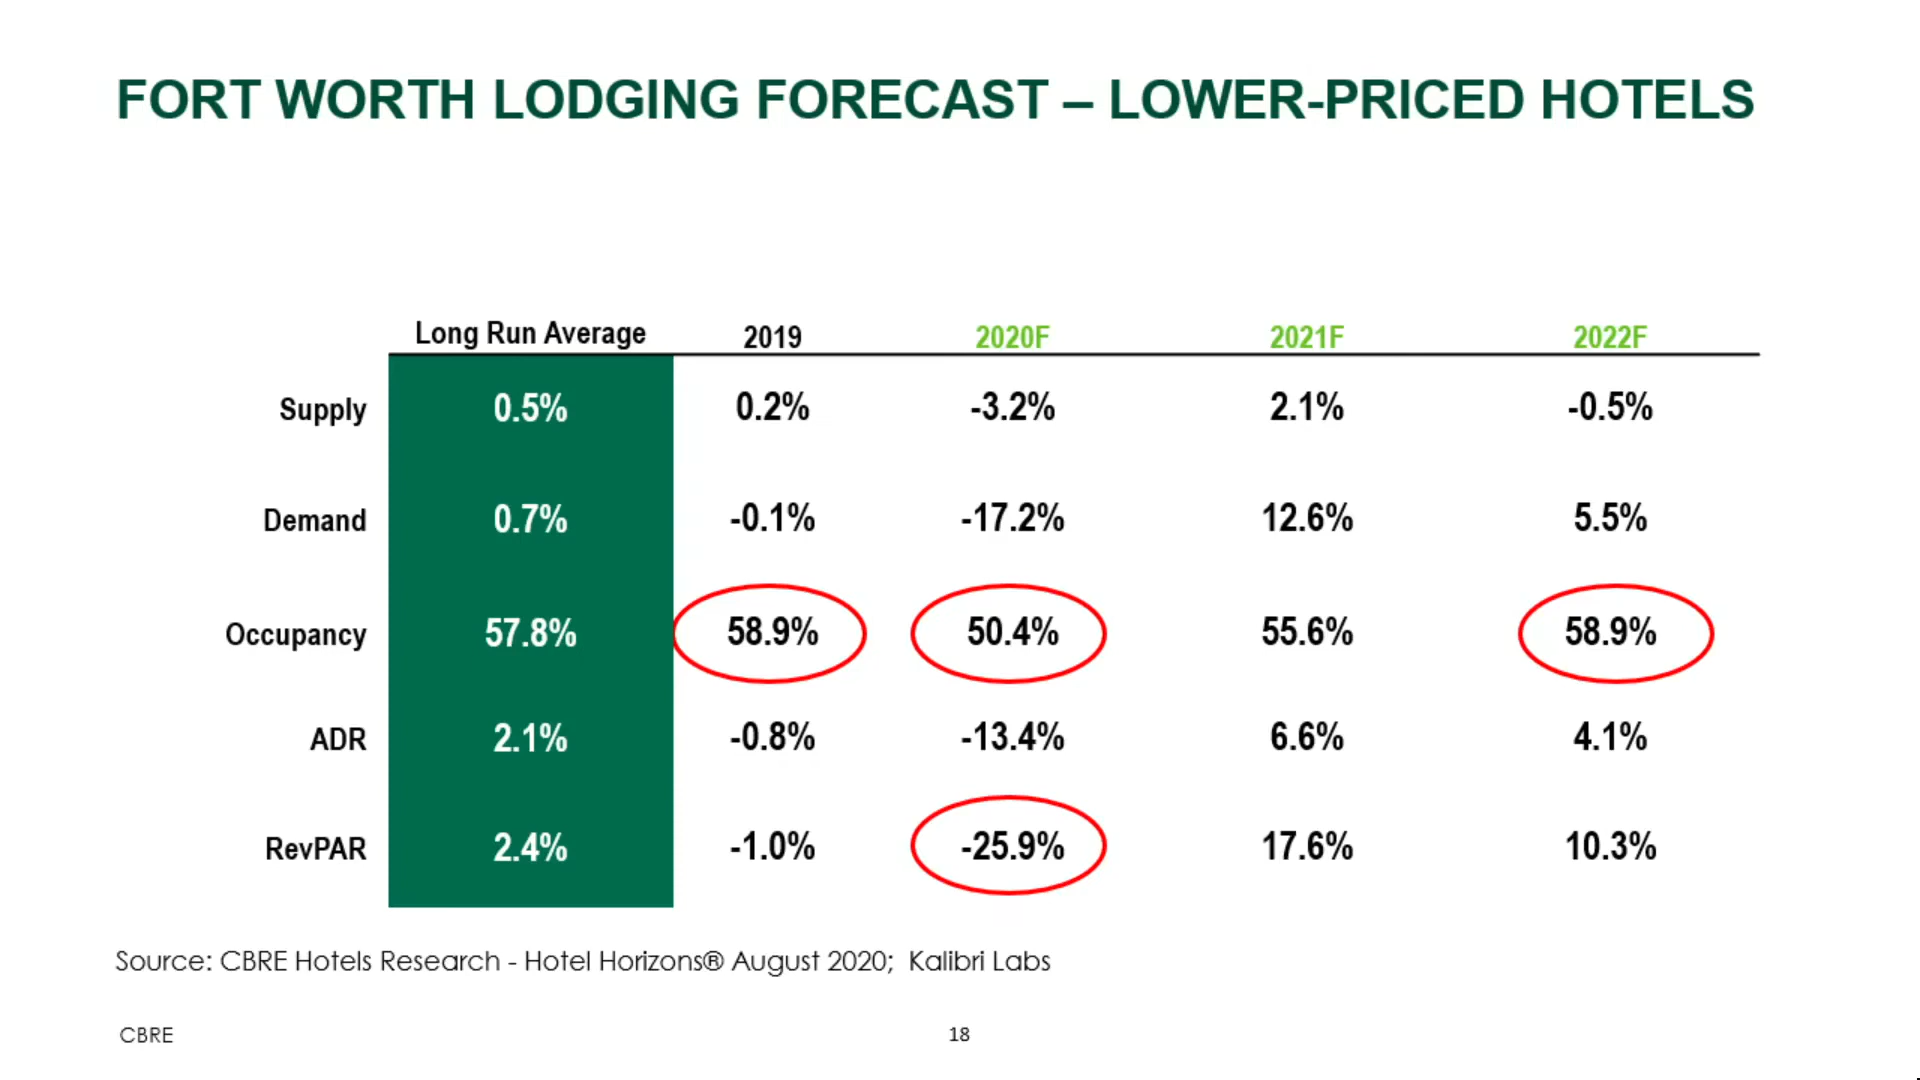 FORT WORTH LODGING FORECAST – LOWER-PRICED HOTELS
Long Run Average 2019 2020F 2021F 2022F
Supply 0.5% 0.2% -3.2% 2.1% -0.5%
Demand 0.7% -0.1% -17.2% 12.6% 5.5%
Occupancy 57.8% 58.9% 50.4% 55.6% 58.9%
ADR 2.1% -0.8% -13.4% 6.6% 4.1%
RevPAR 2.4% -1.0% -25.9% 17.6% 10.3%
Source: CBRE Hotels Research - Hotel Horizons® August 2020; Kalibri Labs
CBRE 18